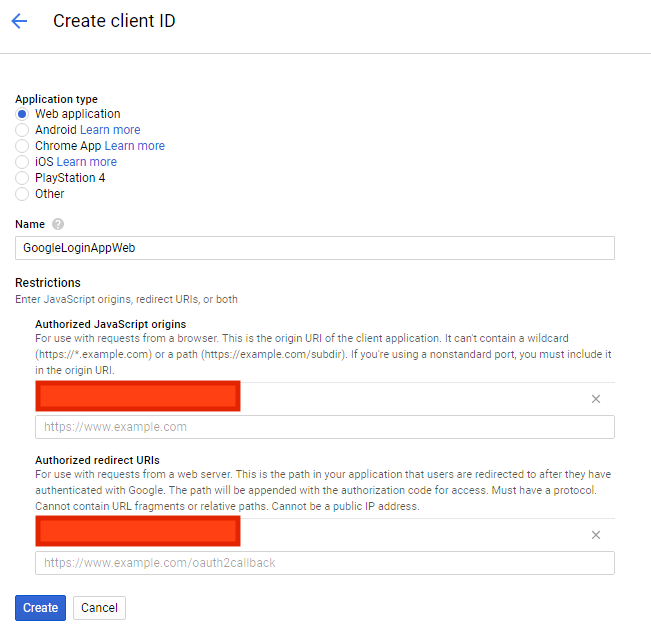 Create client ID
Application type
Web application
Android Learn more
Chrome App Learn more
iOS Learn more
PlayStation 4
Other
Name ?
GoogleLoginAppWeb
Restrictions
Enter JavaScript origins, redirect URIs, or both
Authorized JavaScript origins
For use with requests from a browser. This is the origin URI of the client application. It can't contain a wildcard
(https://*.example.com) or a path (https://example.com/subdir). If you're using a nonstandard port, you must include it
in the origin URI.
https://www.example.com
Authorized redirect URIs
For use with requests from a web server. This is the path in your application that users are redirected to after they have
authenticated with Google. The path will be appended with the authorization code for access. Must have a protocol.
Cannot contain URL fragments or relative paths. Cannot be a public IP address.
https://www.example.com/oauth2callback
Create Cancel